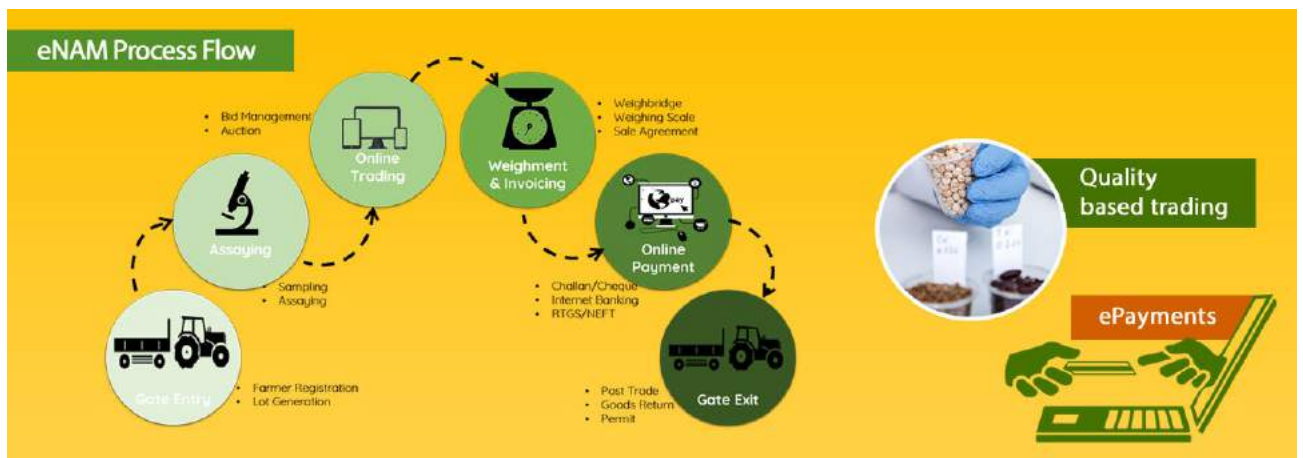 eNAM Process Flow
Gate Entry
• Farmer Registration
• Lot Generation
Assaying
• Sampling
• Assaying
Online
Trading
• Bid Management
• Auction
Weighment
& Invoicing
• Weighbridge
• Weighing Scale
• Sale Agreement
pay
Online
Payment
• Challan/Cheque
• Internet Banking
• RTGS/NEFT
Gate Exit
• Post Trade
• Goods Return
• Permit
Quality
based trading
ePayments